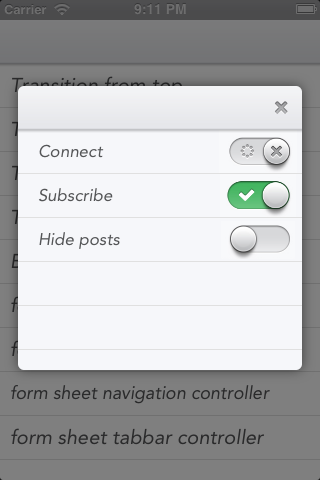 Carrier 9:11 PM
Transition from top
Connect
Subscribe
Hide posts
form sheet navigation controller
form sheet tabbar controller